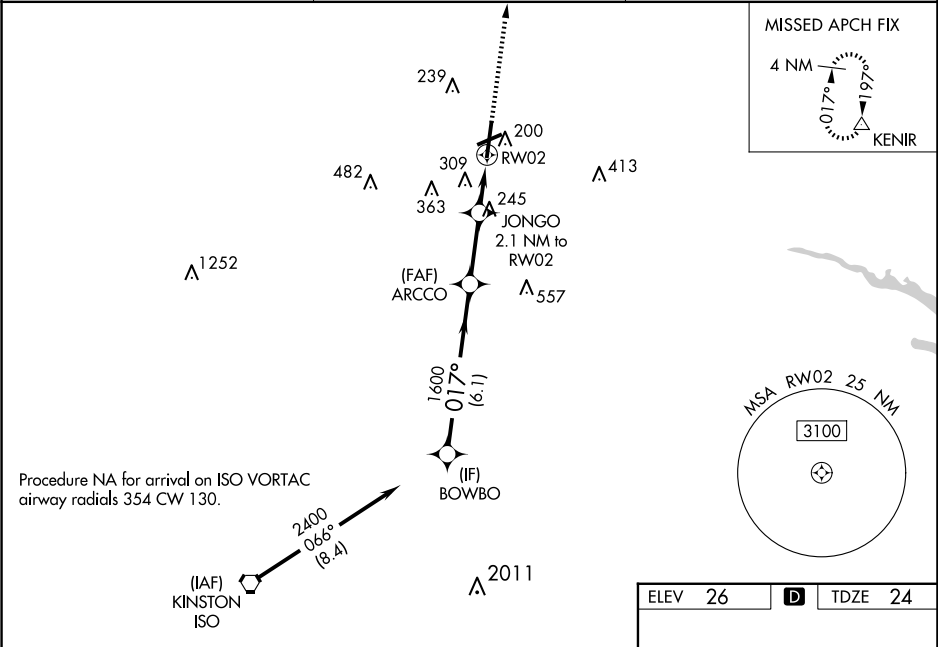 MISSED APCH FIX
4 NM
017°
197°
KENIR
239
200
RW02
482
309
363
413
245
JONGO
2.1 NM to
RW02
1252
(FAF)
ARCCO
557
1600
017°
(6.1)
MSA RW02 25 NM
3100
(IF)
BOWBO
Procedure NA for arrival on ISO VORTAC
airway radials 354 CW 130.
2400
066°
(8.4)
(IAF)
KINSTON
ISO
2011
ELEV 26 D TDZE 24